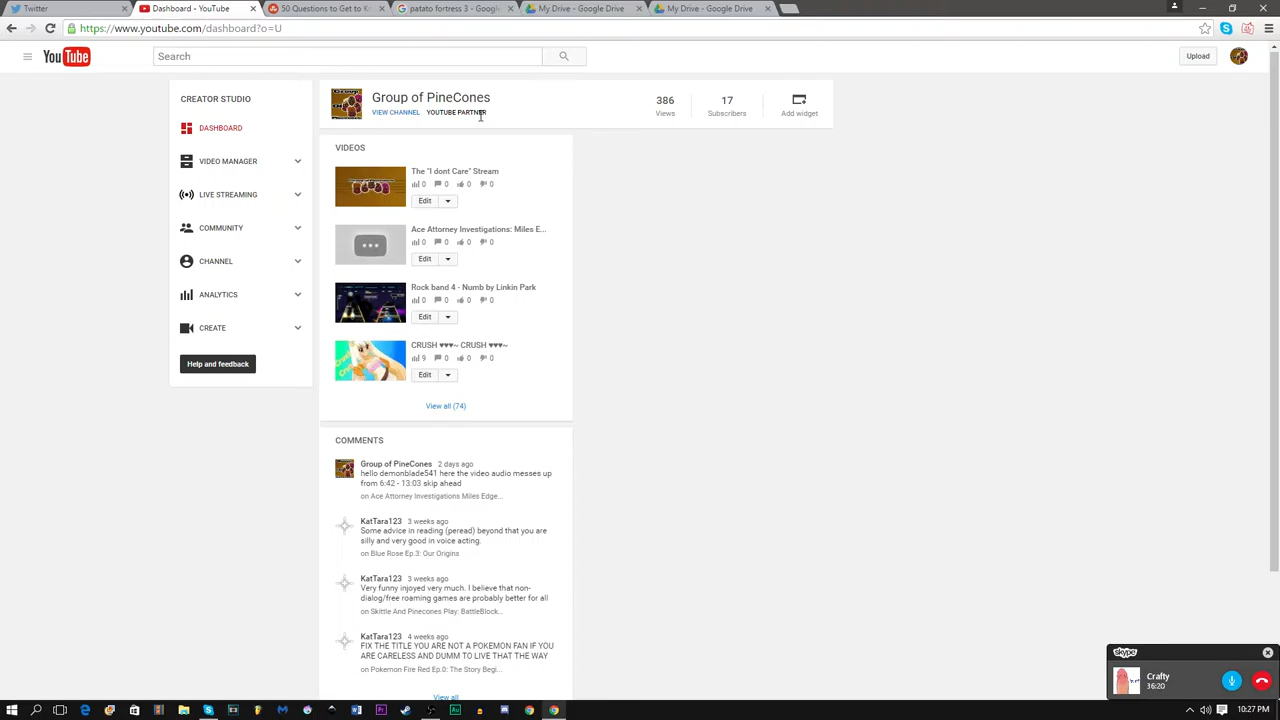 Twitter
Dashboard - YouTube
50 Questions to Get to K
patato fortress 3 - Goog
My Drive - Google Drive
My Drive - Google Drive
https://www.youtube.com/dashboard?o=U
YouTube
Search
Upload
CREATOR STUDIO
DASHBOARD
VIDEO MANAGER
LIVE STREAMING
COMMUNITY
CHANNEL
ANALYTICS
CREATE
Help and feedback
Group of PineCones
VIEW CHANNEL YOUTUBE PARTNER
386
Views
17
Subscribers
Add widget
VIDEOS
The "I dont Care" Stream
0 0 0 0
Edit
Ace Attorney Investigations: Miles E...
0 0 0 0
Edit
Rock band 4 - Numb by Linkin Park
0 0 0 0
Edit
CRUSH ♥♥♥~ CRUSH ♥♥♥~
9 0 0 0
Edit
View all (74)
COMMENTS
Group of PineCones 2 days ago
hello demonblade541 here the video audio messes up
from 6:42 - 13:03 skip ahead
on Ace Attorney Investigations Miles Edge...
KatTara123 3 weeks ago
Some advice in reading (peread) beyond that you are
silly and very good in voice acting.
on Blue Rose Ep.3: Our Origins
KatTara123 3 weeks ago
Very funny injoyed very much. I believe that non-
dialog/free roaming games are probably better for all
on Skittle And Pinecones Play: BattleBlock...
KatTara123 4 weeks ago
FIX THE TITLE YOU ARE NOT A POKEMON FAN IF YOU
ARE CARELESS AND DUMM TO LIVE THAT THE WAY
on Pokemon Fire Red Ep.0: The Story Begi...
View all
skype
Crafty
36:20
10:27 PM